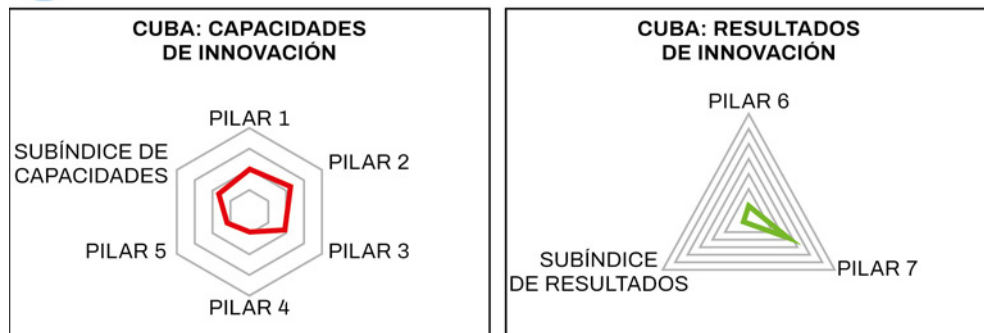 CUBA: CAPACIDADES
DE INNOVACIÓN
PILAR 1
SUBÍNDICE DE
CAPACIDADES
PILAR 2
PILAR 5
PILAR 3
PILAR 4
CUBA: RESULTADOS
DE INNOVACIÓN
PILAR 6
SUBÍNDICE
DE RESULTADOS
PILAR 7